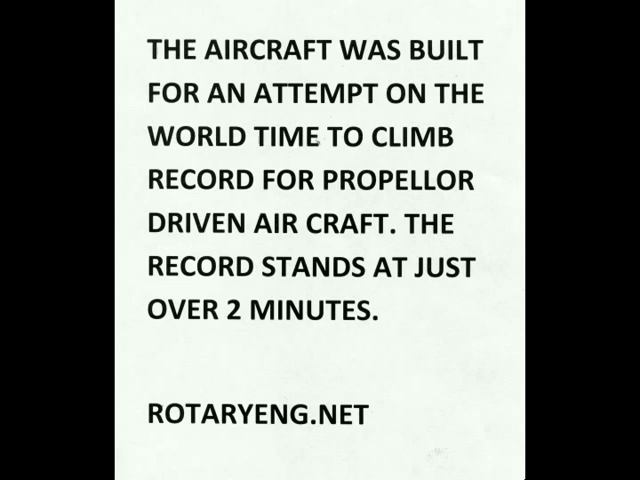 THE AIRCRAFT WAS BUILT
FOR AN ATTEMPT ON THE
WORLD TIME TO CLIMB
RECORD FOR PROPELLOR
DRIVEN AIR CRAFT. THE
RECORD STANDS AT JUST
OVER 2 MINUTES.
ROTARYENG.NET